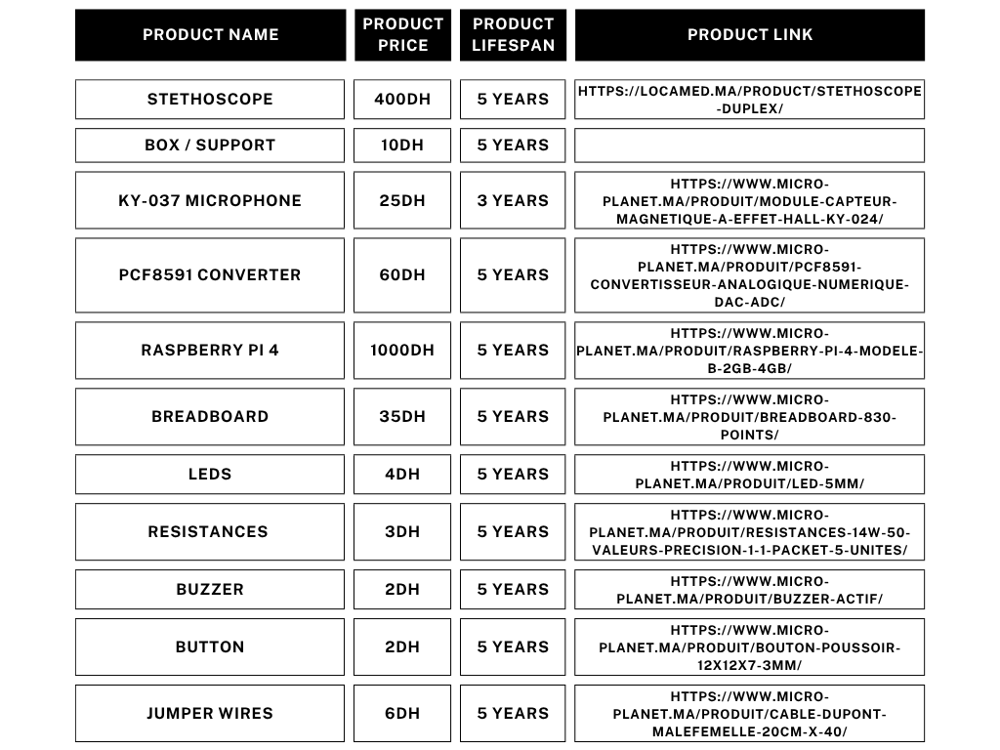 PRODUCT NAME
PRODUCT
PRICE
PRODUCT
LIFESPAN
PRODUCT LINK
STETHOSCOPE
400DH
5 YEARS
HTTPS://LOCAMED.MA/PRODUCT/STETHOSCOPE
-DUPLEX/
BOX / SUPPORT
10DH
5 YEARS
KY-037 MICROPHONE
25DH
3 YEARS
HTTPS://WWW.MICRO-
PLANET.MA/PRODUIT/MODULE-CAPTEUR-
MAGNETIQUE-A-EFFET-HALL-KY-024/
PCF8591 CONVERTER
60DH
5 YEARS
HTTPS://WWW.MICRO-
PLANET.MA/PRODUIT/PCF8591-
CONVERTISSEUR-ANALOGIQUE-NUMERIQUE-
DAC-ADC/
RASPBERRY PI 4
1000DH
5 YEARS
HTTPS://WWW.MICRO-
PLANET.MA/PRODUIT/RASPBERRY-PI-4-MODELE-
B-2GB-4GB/
BREADBOARD
35DH
5 YEARS
HTTPS://WWW.MICRO-
PLANET.MA/PRODUIT/BREADBOARD-830-
POINTS/
LEDS
4DH
5 YEARS
HTTPS://WWW.MICRO-
PLANET.MA/PRODUIT/LED-5MM/
RESISTANCES
3DH
5 YEARS
HTTPS://WWW.MICRO-
PLANET.MA/PRODUIT/RESISTANCES-14W-50-
VALEURS-PRECISION-1-1-PACKET-5-UNITES/
BUZZER
2DH
5 YEARS
HTTPS://WWW.MICRO-
PLANET.MA/PRODUIT/BUZZER-ACTIF/
BUTTON
2DH
5 YEARS
HTTPS://WWW.MICRO-
PLANET.MA/PRODUIT/BOUTON-POUSSOIR-
12X12X7-3MM/
JUMPER WIRES
6DH
5 YEARS
HTTPS://WWW.MICRO-
PLANET.MA/PRODUIT/CABLE-DUPONT-
MALEFEMELLE-20CM-X-40/